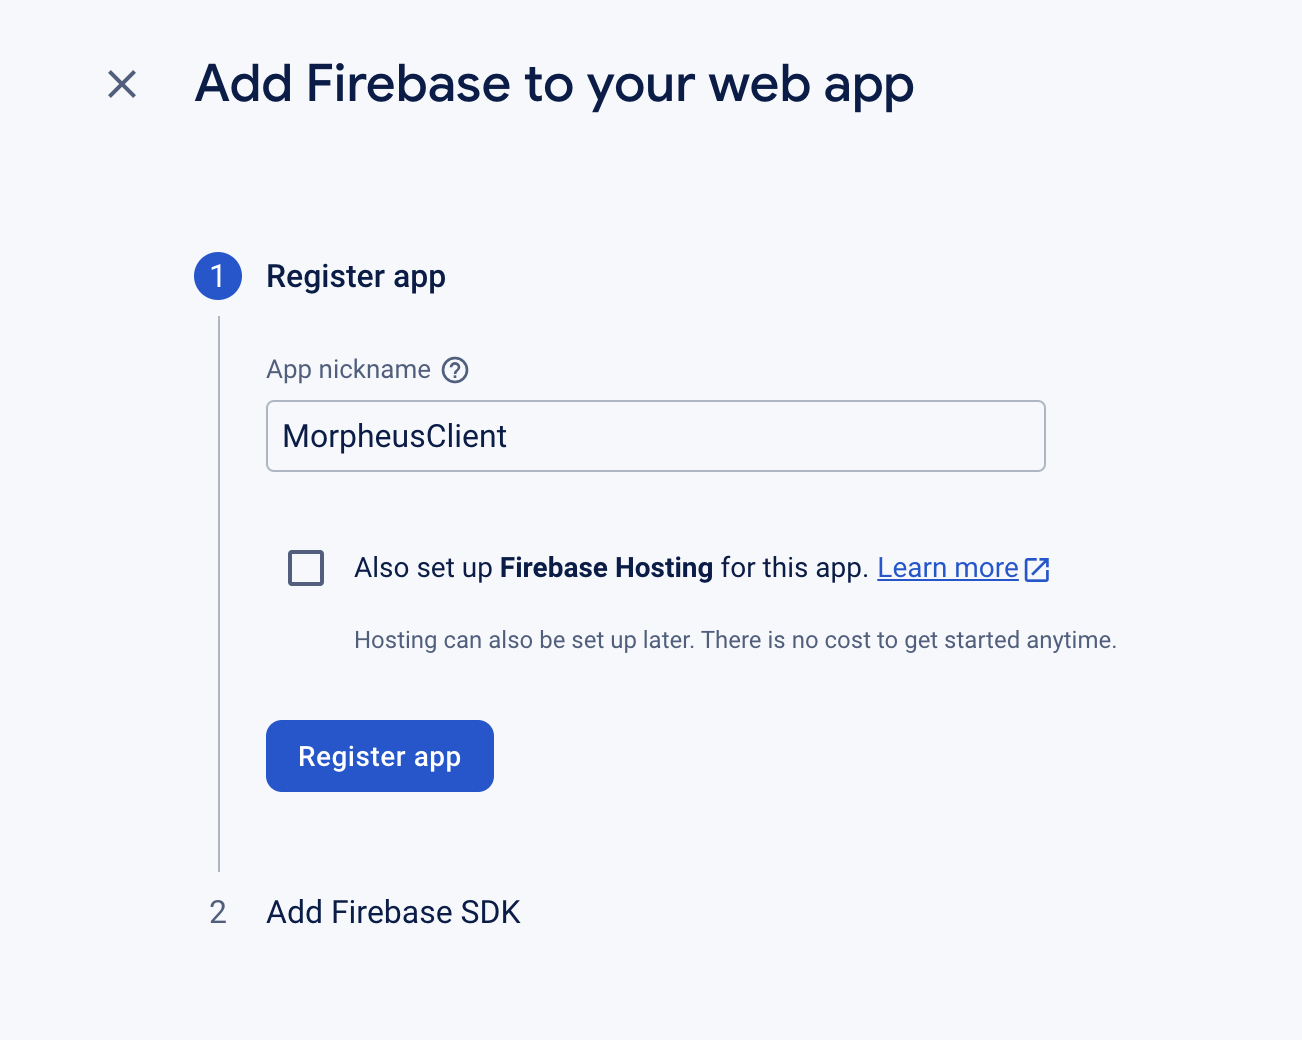 Add Firebase to your web app
1 Register app
App nickname
MorpheusClient
Also set up Firebase Hosting for this app. Learn more
Hosting can also be set up later. There is no cost to get started anytime.
Register app
2 Add Firebase SDK